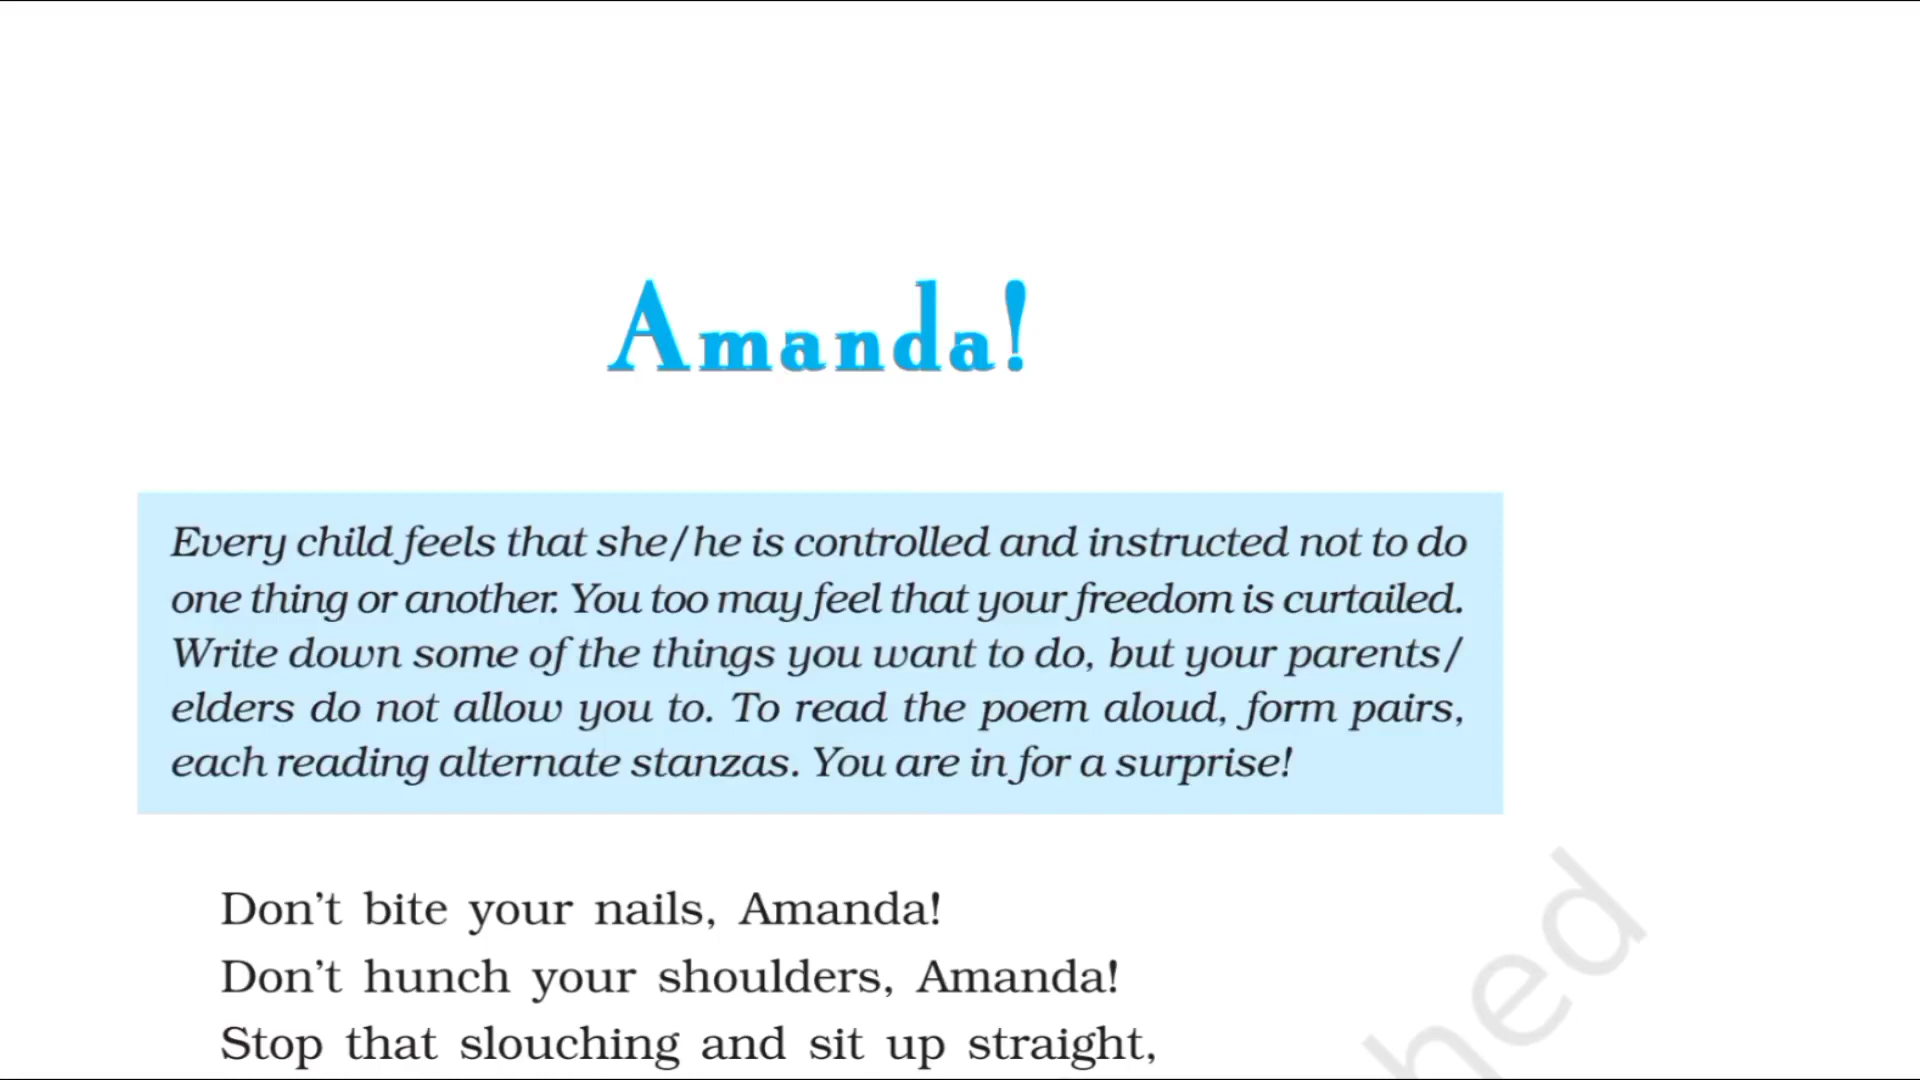 Amanda!
Every child feels that she/he is controlled and instructed not to do
one thing or another. You too may feel that your freedom is curtailed.
Write down some of the things you want to do, but your parents/
elders do not allow you to. To read the poem aloud, form pairs,
each reading alternate stanzas. You are in for a surprise!
Don't bite your nails, Amanda!
Don't hunch your shoulders, Amanda!
Stop that slouching and sit up straight,
hed